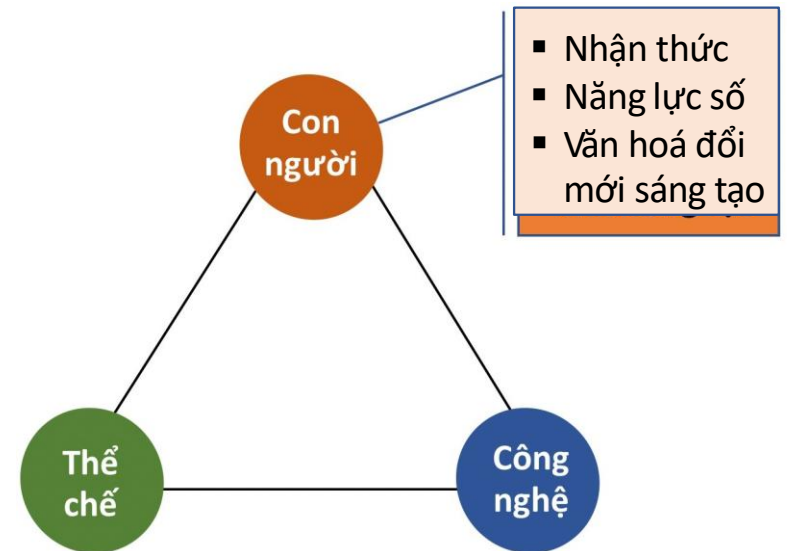 Con
người
▪ Nhận thức
▪ Năng lực số
▪ Văn hoá đổi
mới sáng tạo
Thể
chế
Công
nghệ